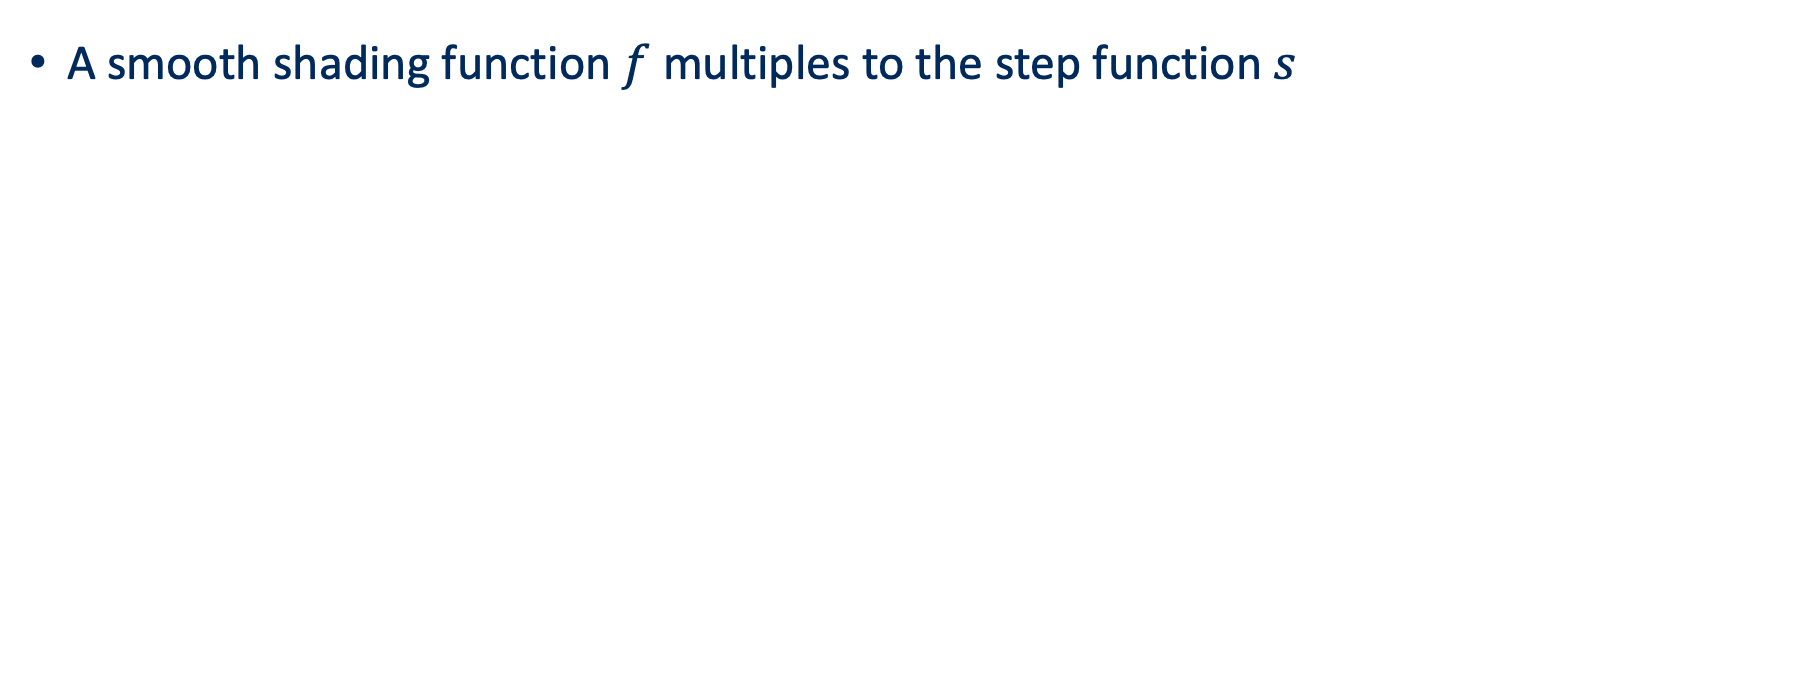 • A smooth shading function f multiples to the step function s